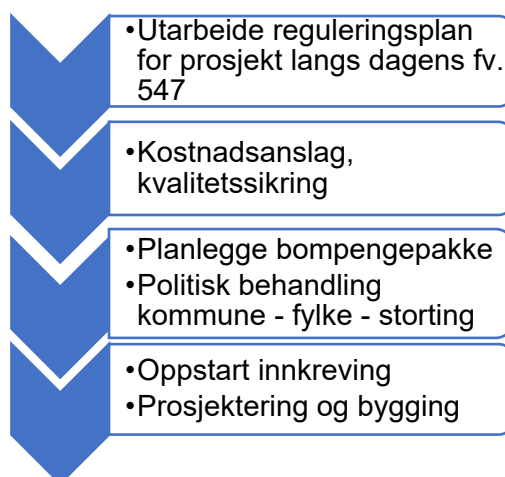 •Utarbeide reguleringsplan
for prosjekt langs dagens fv.
547
•Kostnadsanslag,
kvalitetssikring
•Planlegge bompengepakke
•Politisk behandling
kommune - fylke - storting
•Oppstart innkreving
•Prosjektering og bygging